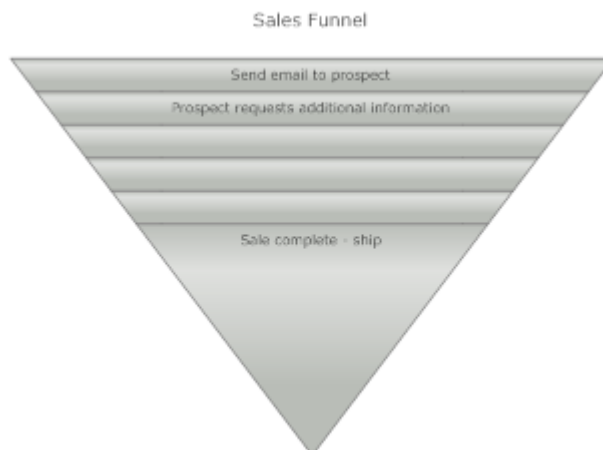 Sales Funnel
Send email to prospect
Prospect requests additional information
Sale complete - ship